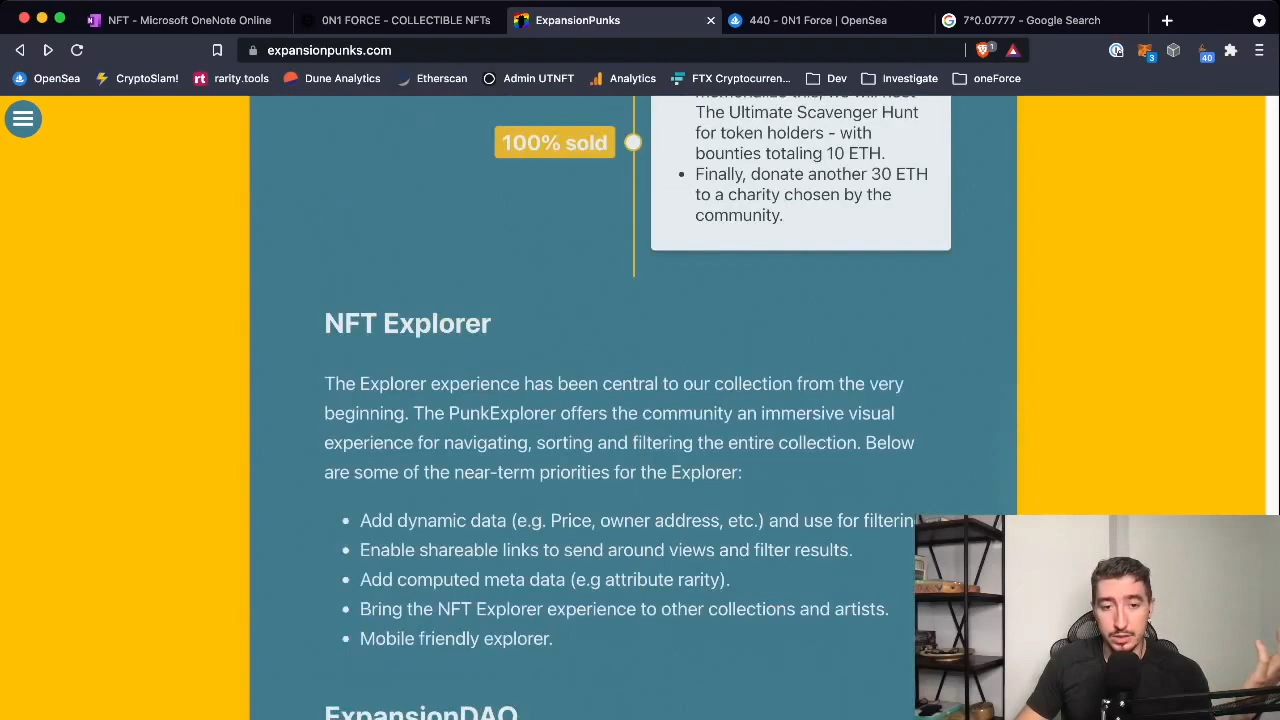 NFT - Microsoft OneNote Online
0N1 FORCE - COLLECTIBLE NFTs
ExpansionPunks
440 - 0N1 Force | OpenSea
7*0.07777 - Google Search
expansionpunks.com
1
3
40
OpenSea
CryptoSlam!
rt rarity.tools
Dune Analytics
Etherscan
Admin UTNFT
Analytics
FTX Cryptocurren...
Dev
Investigate
oneForce
The Ultimate Scavenger Hunt
for token holders - with
bounties totaling 10 ETH.
100% sold
• Finally, donate another 30 ETH
to a charity chosen by the
community.
NFT Explorer
The Explorer experience has been central to our collection from the very
beginning. The PunkExplorer offers the community an immersive visual
experience for navigating, sorting and filtering the entire collection. Below
are some of the near-term priorities for the Explorer:
• Add dynamic data (e.g. Price, owner address, etc.) and use for filterin
• Enable shareable links to send around views and filter results.
• Add computed meta data (e.g attribute rarity).
• Bring the NFT Explorer experience to other collections and artists.
• Mobile friendly explorer.
ExpansionDAO